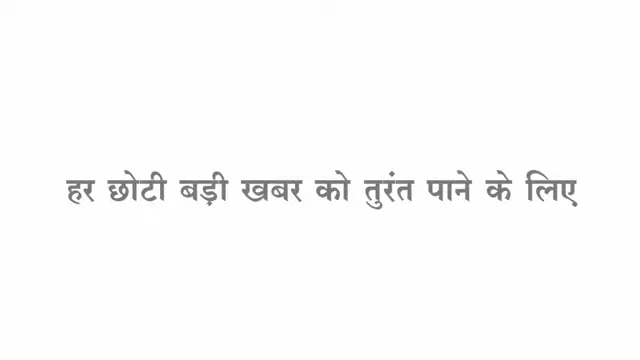 हर छोटी बड़ी खबर को तुरंत पाने के लिए